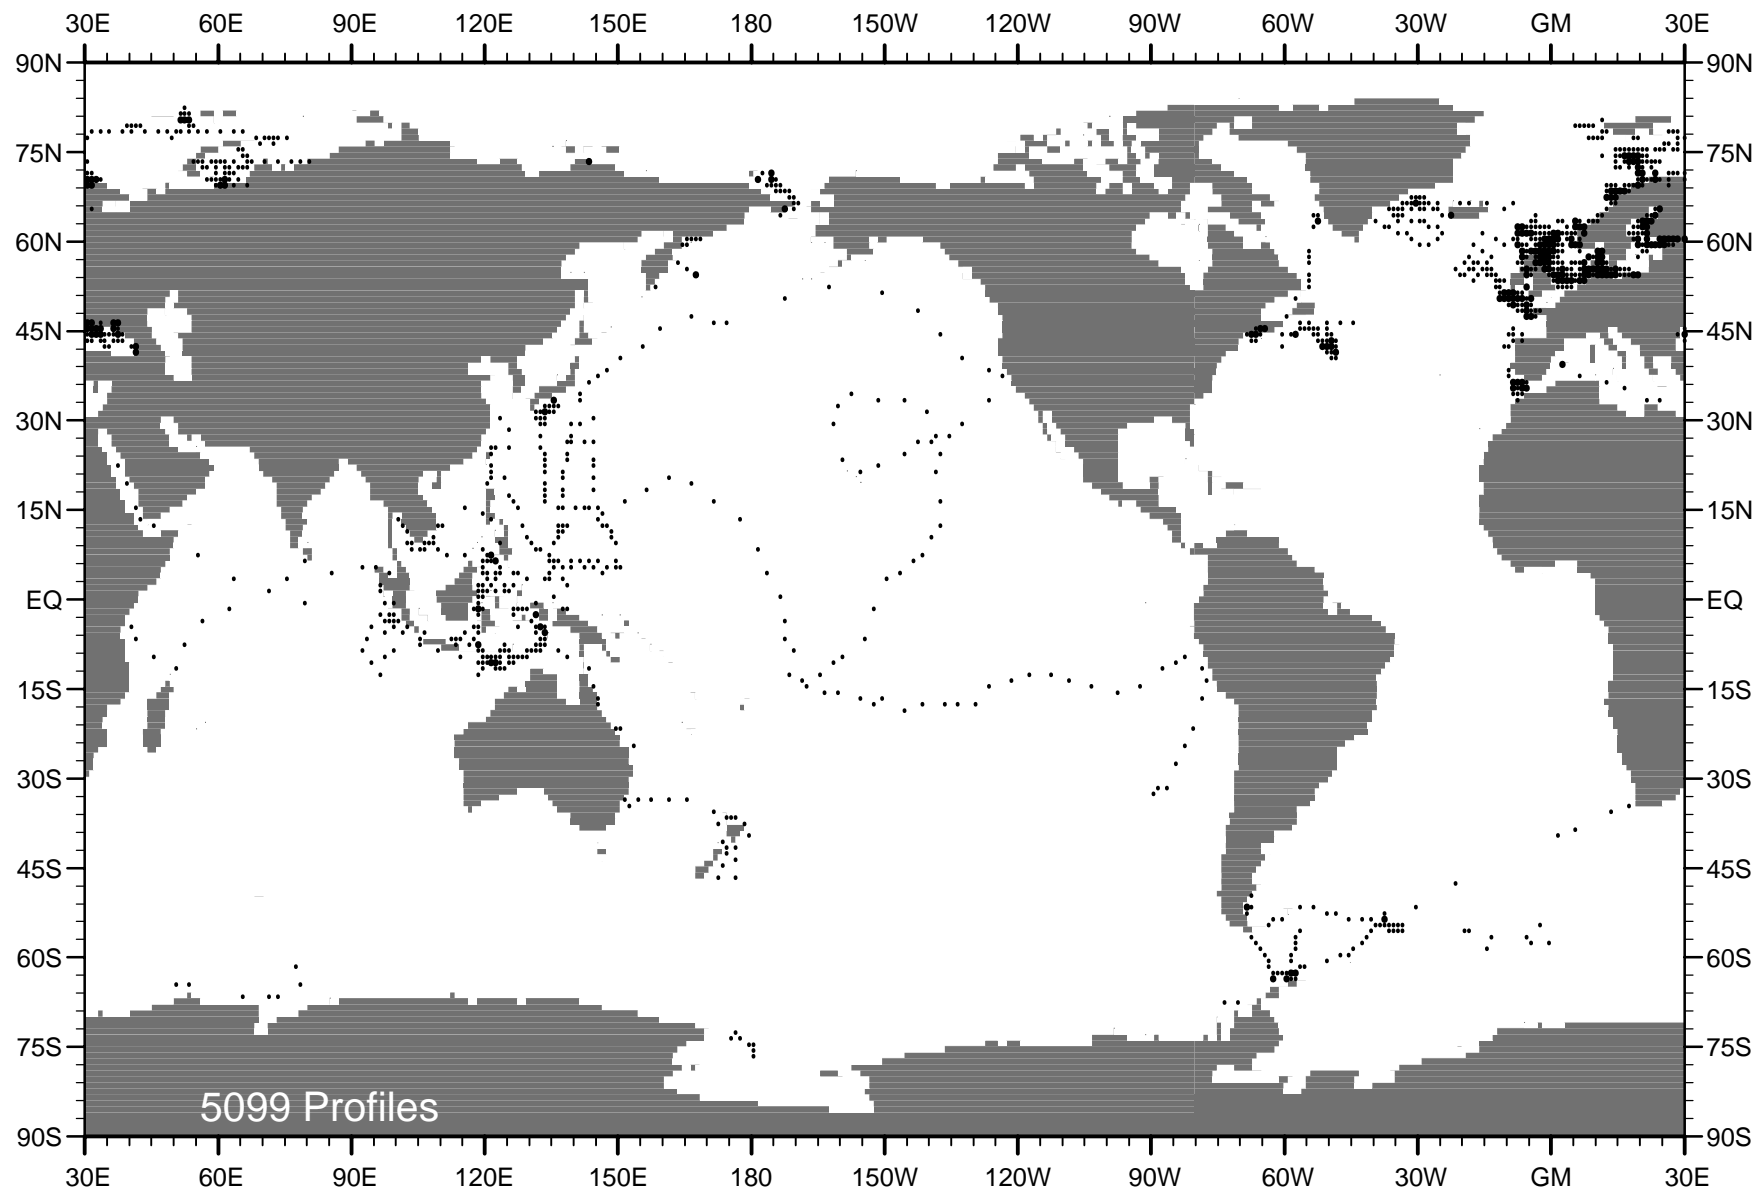 30E 60E 90E 120E 150E 180 150W 120W 90W 60W 30W GM 30E
90N 90N
75N 75N
60N 60N
45N 45N
30N 30N
15N 15N
EQ EQ
15S 15S
30S 30S
45S 45S
60S 60S
75S 75S
5099 Profiles
90S 90S
30E 60E 90E 120E 150E 180 150W 120W 90W 60W 30W GM 30E